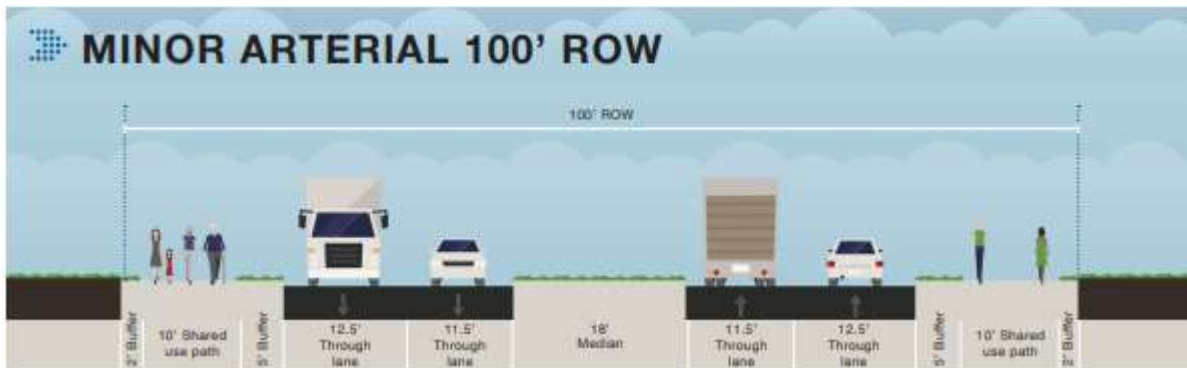 MINOR ARTERIAL 100' ROW
100' ROW
2' Buffer
10' Shared
use path
5' Buffer
12.5'
Through
lane
11.5'
Through
lane
18'
Median
11.5'
Through
lane
12.5'
Through
lane
5' Buffer
10' Shared
use path
2' Buffer